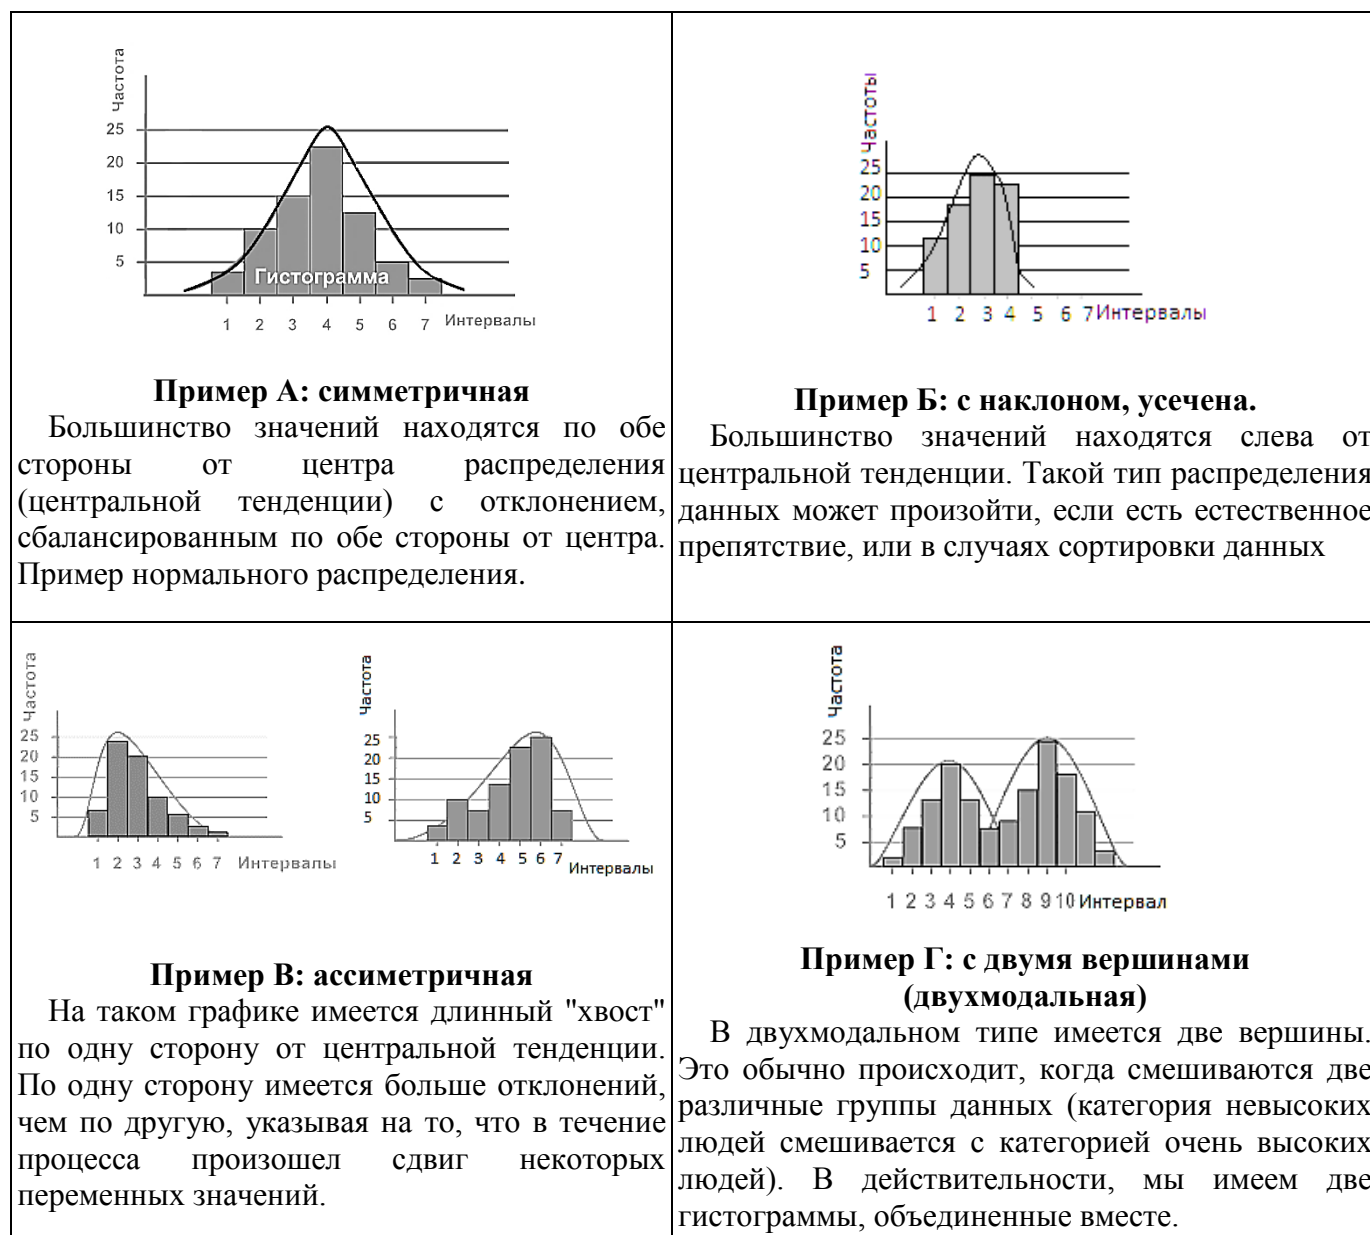 Частота
25
20
15
10
5
Гистограмма
1 2 3 4 5 6 7 Интервалы
Пример А: симметричная
Большинство значений находятся по обе
стороны от центра распределения
(центральной тенденции) с отклонением,
сбалансированным по обе стороны от центра.
Пример нормального распределения.
Частоты
25
20
15
10
5
1 2 3 4 5 6 7 Интервалы
Пример Б: с наклоном, усечена.
Большинство значений находятся слева от
центральной тенденции. Такой тип распределения
данных может произойти, если есть естественное
препятствие, или в случаях сортировки данных
Частота
25
20
15
10
5
1 2 3 4 5 6 7 Интервалы
Частота
25
20
15
10
5
1 2 3 4 5 6 7 Интервалы
Пример В: ассиметричная
На таком графике имеется длинный "хвост"
по одну сторону от центральной тенденции.
По одну сторону имеется больше отклонений,
чем по другую, указывая на то, что в течение
процесса произошел сдвиг некоторых
переменных значений.
Частота
25
20
15
10
5
1 2 3 4 5 6 7 8 9 10 Интервал
Пример Г: с двумя вершинами
(двухмодальная)
В двухмодальном типе имеется две вершины.
Это обычно происходит, когда смешиваются две
различные группы данных (категория невысоких
людей смешивается с категорией очень высоких
людей). В действительности, мы имеем две
гистограммы, объединенные вместе.